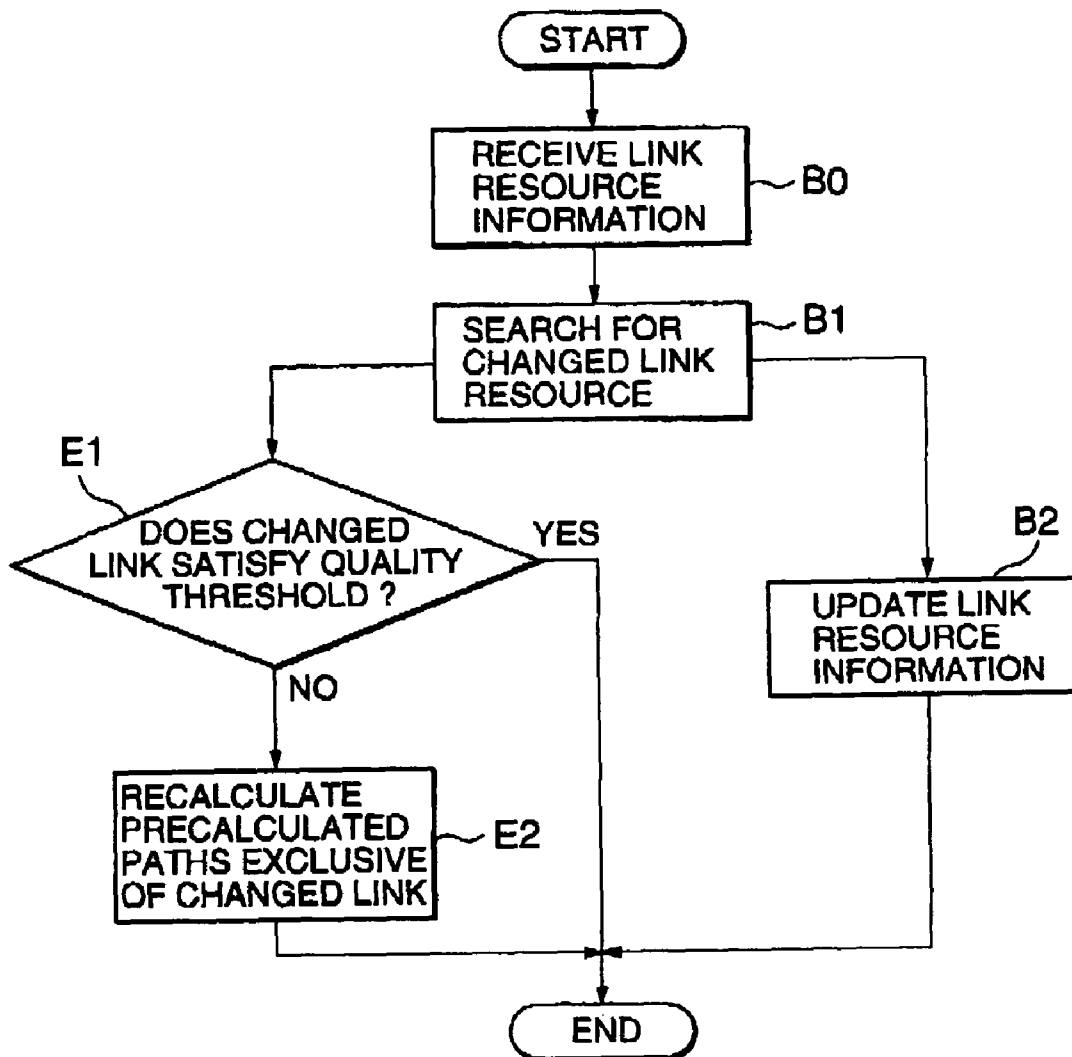 START
RECEIVE LINK
RESOURCE
INFORMATION
B0
SEARCH FOR
CHANGED LINK
RESOURCE
B1
E1
DOES CHANGED
LINK SATISFY QUALITY
THRESHOLD ?
YES
NO
B2
UPDATE LINK
RESOURCE
INFORMATION
RECALCULATE
PRECALCULATED
PATHS EXCLUSIVE
OF CHANGED LINK
E2
END